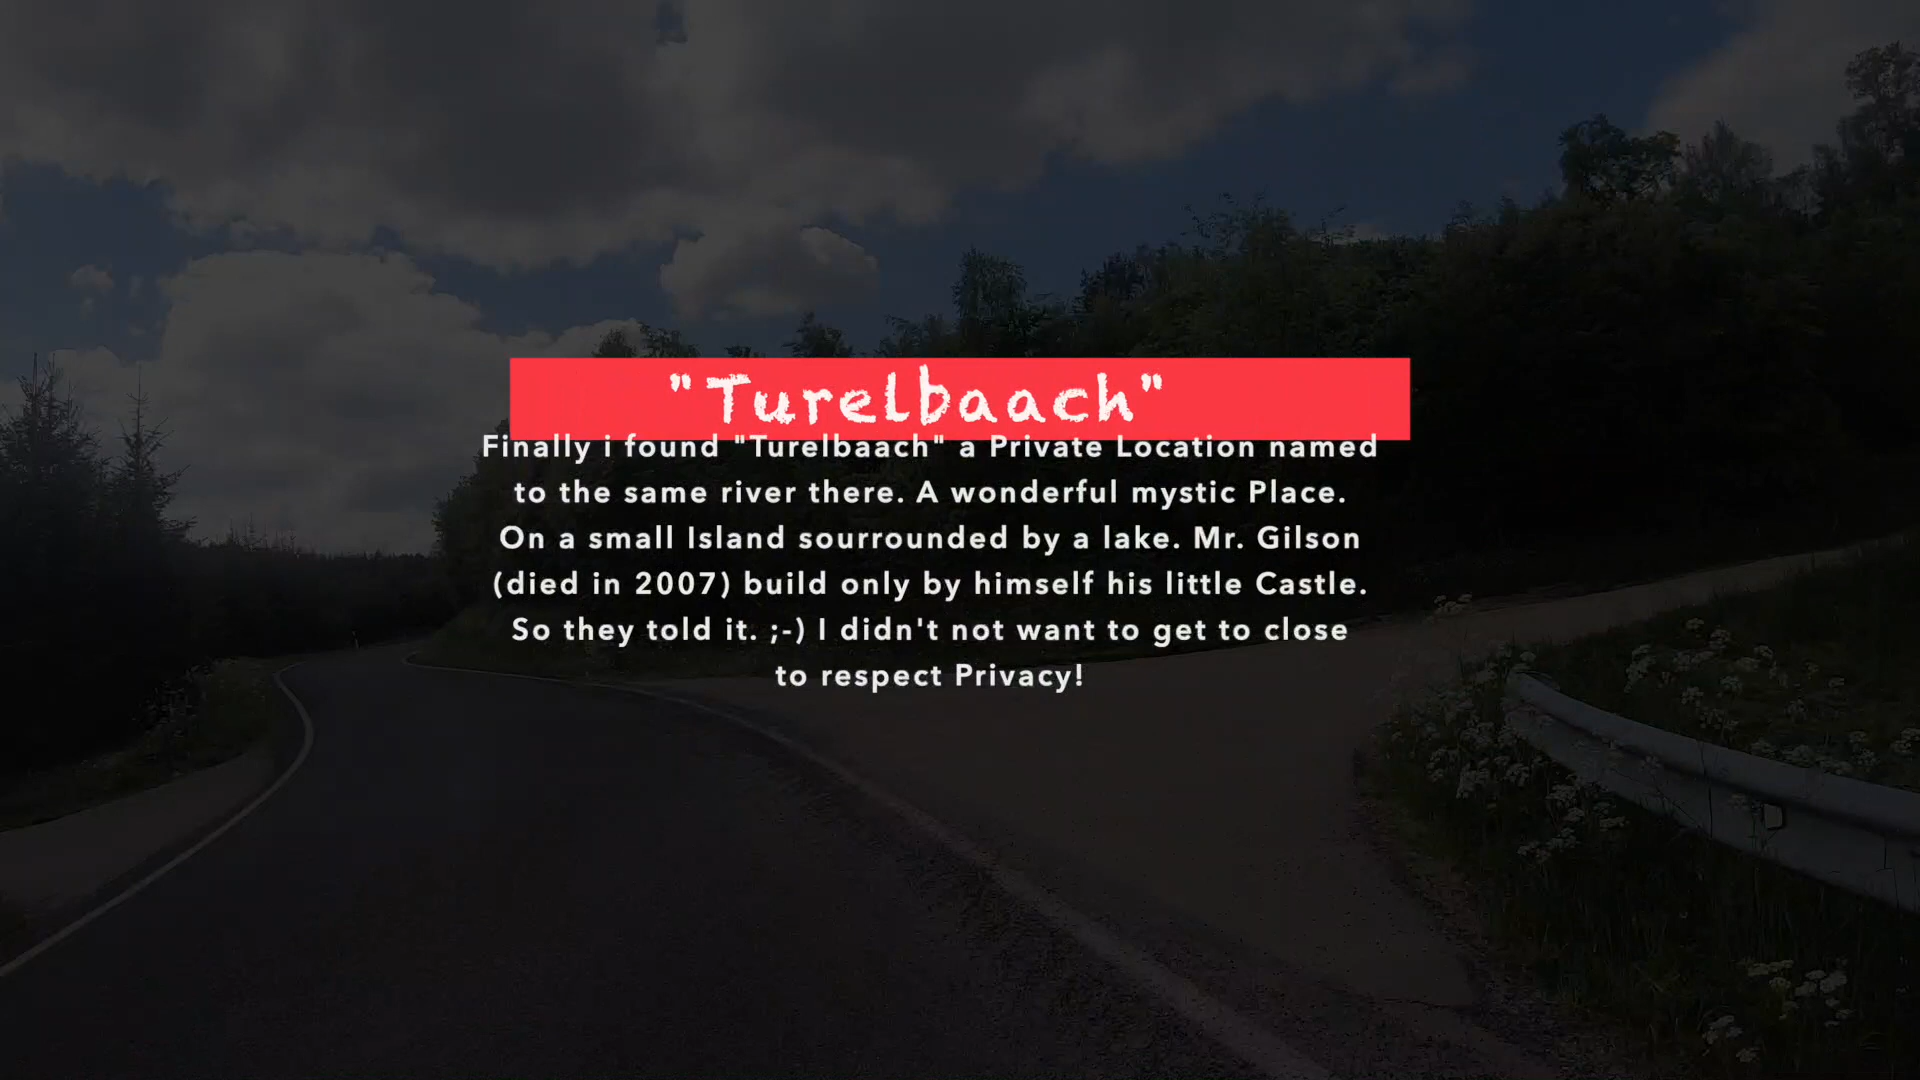 "Turelbaach"
Finally i found "Turelbaach" a Private Location named
to the same river there. A wonderful mystic Place.
On a small Island sourrounded by a lake. Mr. Gilson
(died in 2007) build only by himself his little Castle.
So they told it. ;-) I didn't not want to get to close
to respect Privacy!